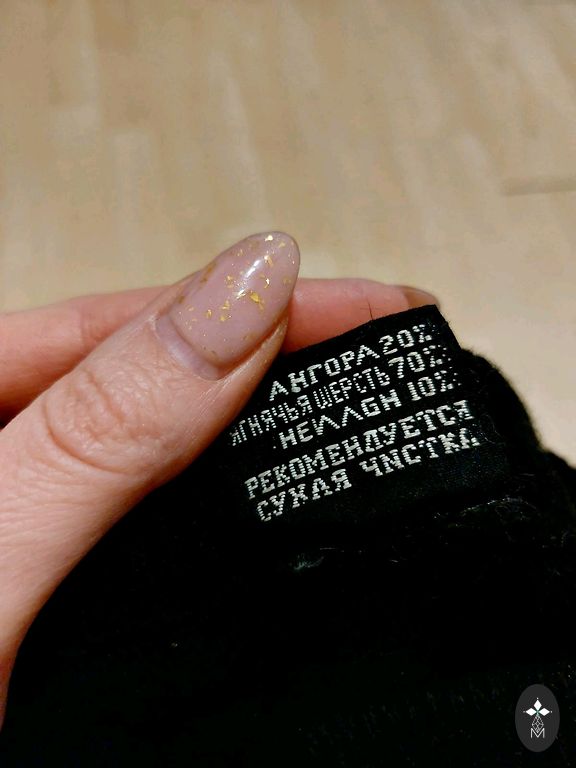 АНГОРА 20%
ЯГНЯЧЬЯ ШЕРСТЬ 70%
НЕЙЛОН 10%
РЕКОМЕНДУЕТСЯ
СУХАЯ ЧИСТКА
M